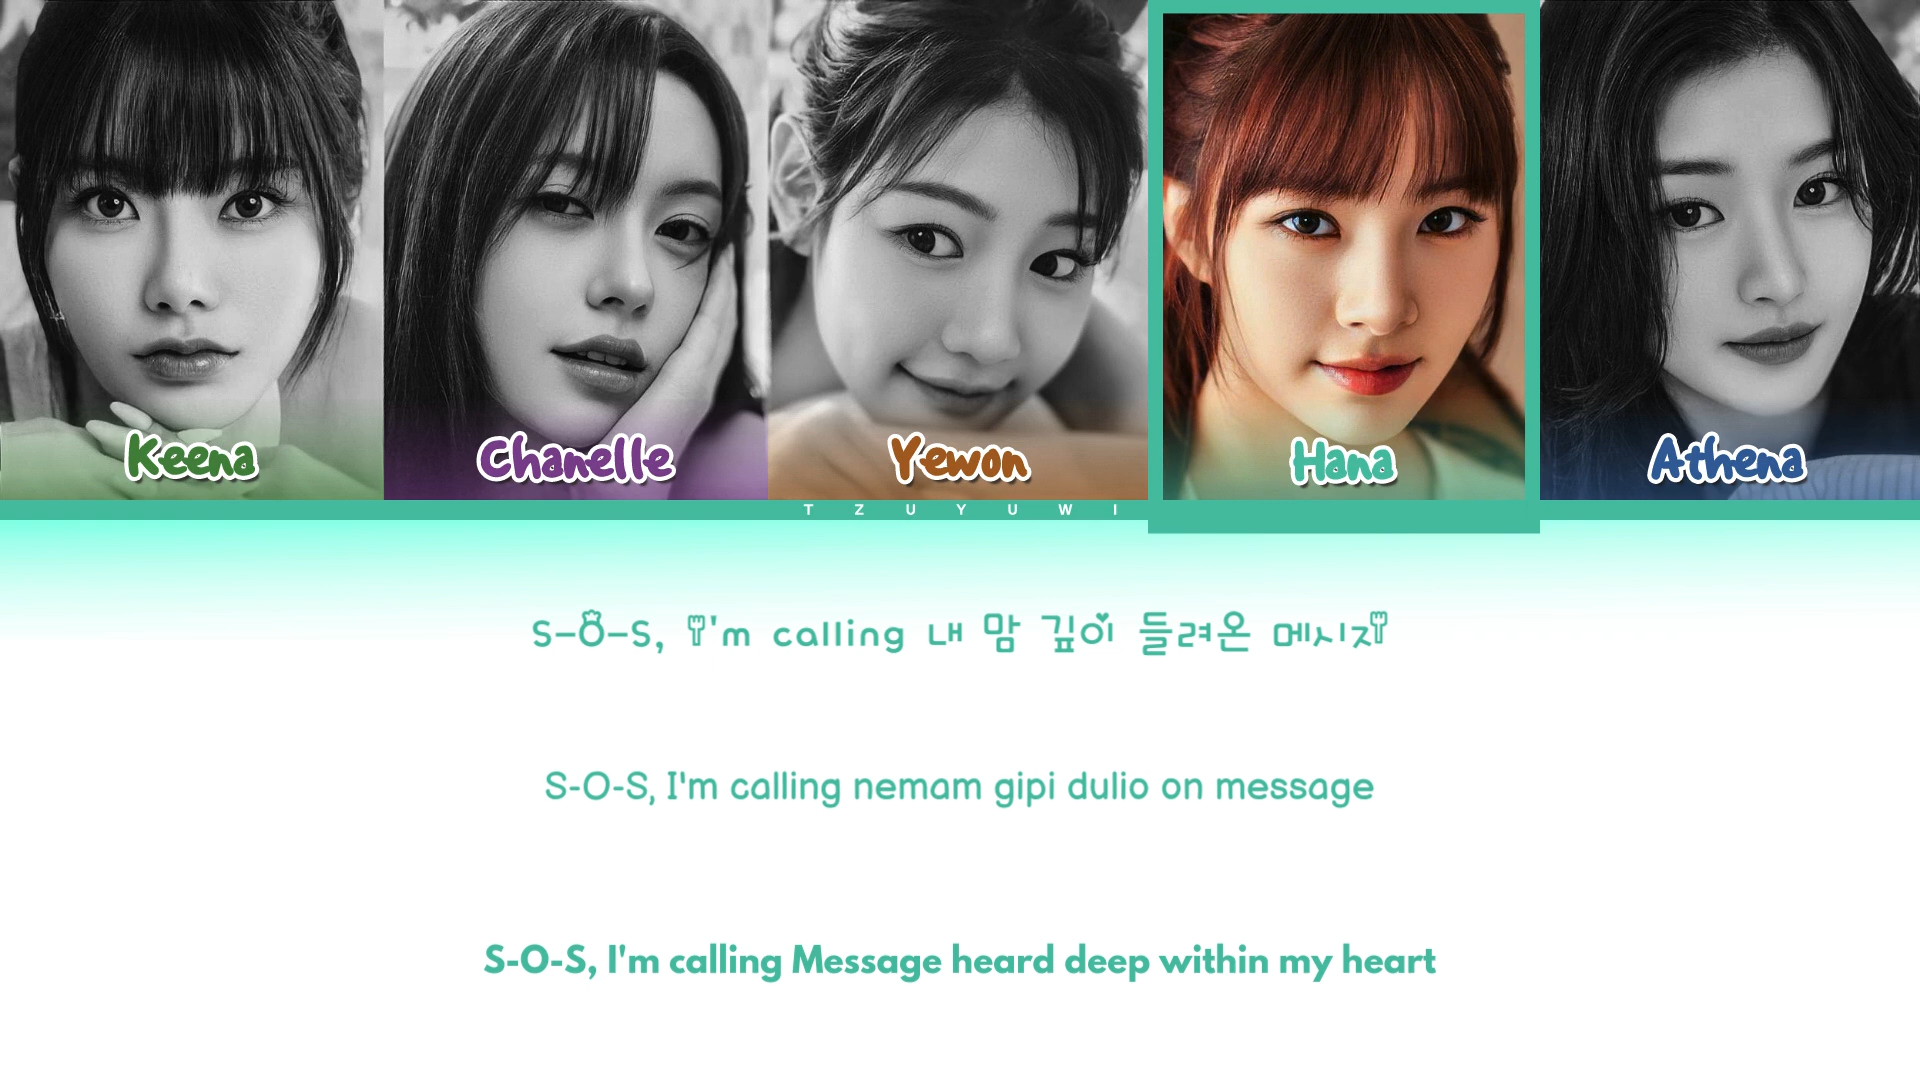 Keena
Chanelle
Yewon
Hana
Athena
TZUYUWI
S-O-S, I'm calling 내 맘 깊이 들려온 메시지
S-O-S, I'm calling nemam gipi dulio on message
S-O-S, I'm calling Message heard deep within my heart